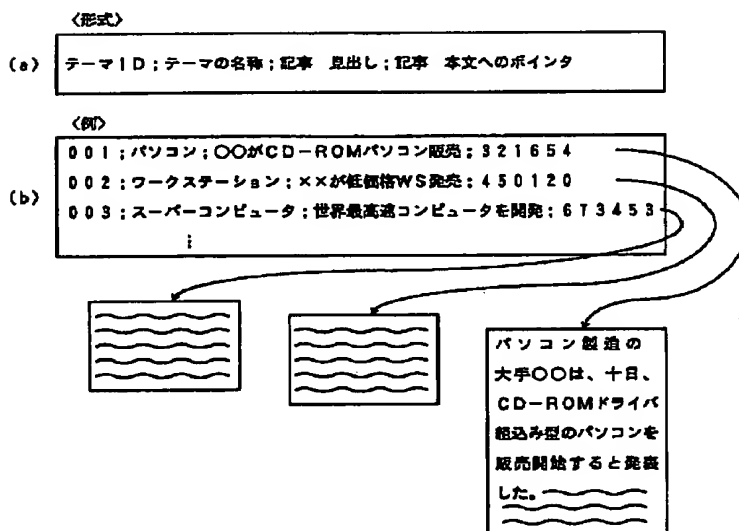 〈形式〉
(a) テーマID;テーマの名称;記事 見出し;記事 本文へのポインタ
〈例〉
(b)
001;パソコン;〇〇がCD-ROMパソコン販売;321654
002;ワークステーション;××が低価格WS発売;450120
003;スーパーコンピュータ;世界最高速コンピュータを開発;673453
⋮
パソコン製造の
大手〇〇は、十日、
CD-ROMドライバ
組込み型のパソコンを
販売開始すると発表
した。